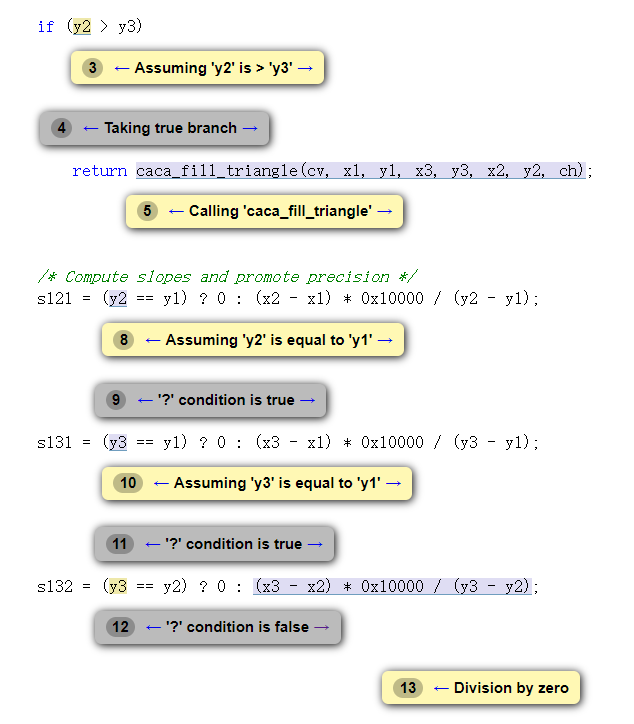 if (y2 > y3)
3 ← Assuming 'y2' is > 'y3' →
4 ← Taking true branch →
return caca_fill_triangle(cv, x1, y1, x3, y3, x2, y2, ch);
5 ← Calling 'caca_fill_triangle' →
/* Compute slopes and promote precision */
s121 = (y2 == y1) ? 0 : (x2 - x1) * 0x10000 / (y2 - y1);
8 ← Assuming 'y2' is equal to 'y1' →
9 ← '?' condition is true →
s131 = (y3 == y1) ? 0 : (x3 - x1) * 0x10000 / (y3 - y1);
10 ← Assuming 'y3' is equal to 'y1' →
11 ← '?' condition is true →
s132 = (y3 == y2) ? 0 : (x3 - x2) * 0x10000 / (y3 - y2);
12 ← '?' condition is false →
13 ← Division by zero